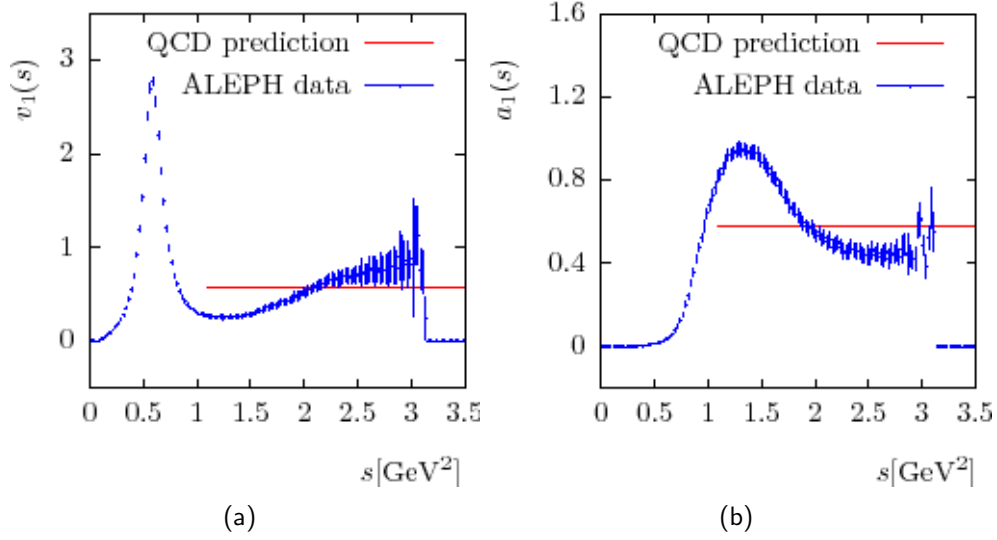 QCD prediction
ALEPH data
v₁(s)
3
2
1
0
0 0.5 1 1.5 2 2.5 3 3.5
s[GeV²]
(a)
QCD prediction
ALEPH data
a₁(s)
1.6
1.2
0.8
0.4
0
0 0.5 1 1.5 2 2.5 3 3.5
s[GeV²]
(b)